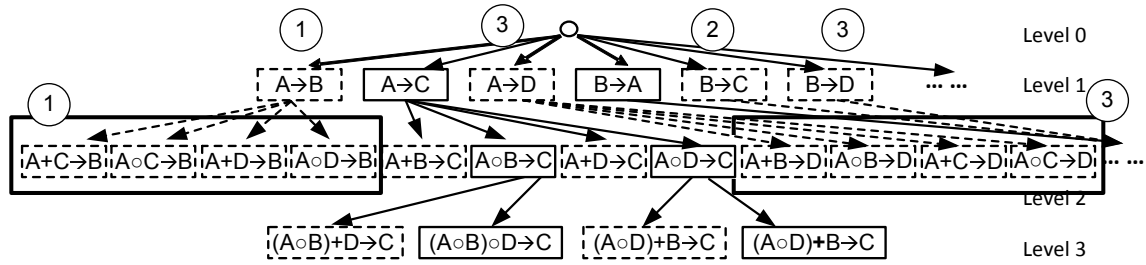 1 3 2 3 Level 0
A→B A→C A→D B→A B→C B→D ... ... Level 1
1 3
A+C→B A○C→B A+D→B A○D→B A+B→C A○B→C A+D→C A○D→C A+B→D A○B→D A+C→D A○C→D ... ...
Level 2
(A○B)+D→C (A○B)○D→C (A○D)+B→C (A○D)+B→C Level 3